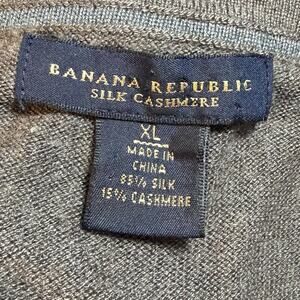 BANANA REPUBLIC
SILK CASHMERE
XL
MADE IN
CHINA
85% SILK
15% CASHMERE